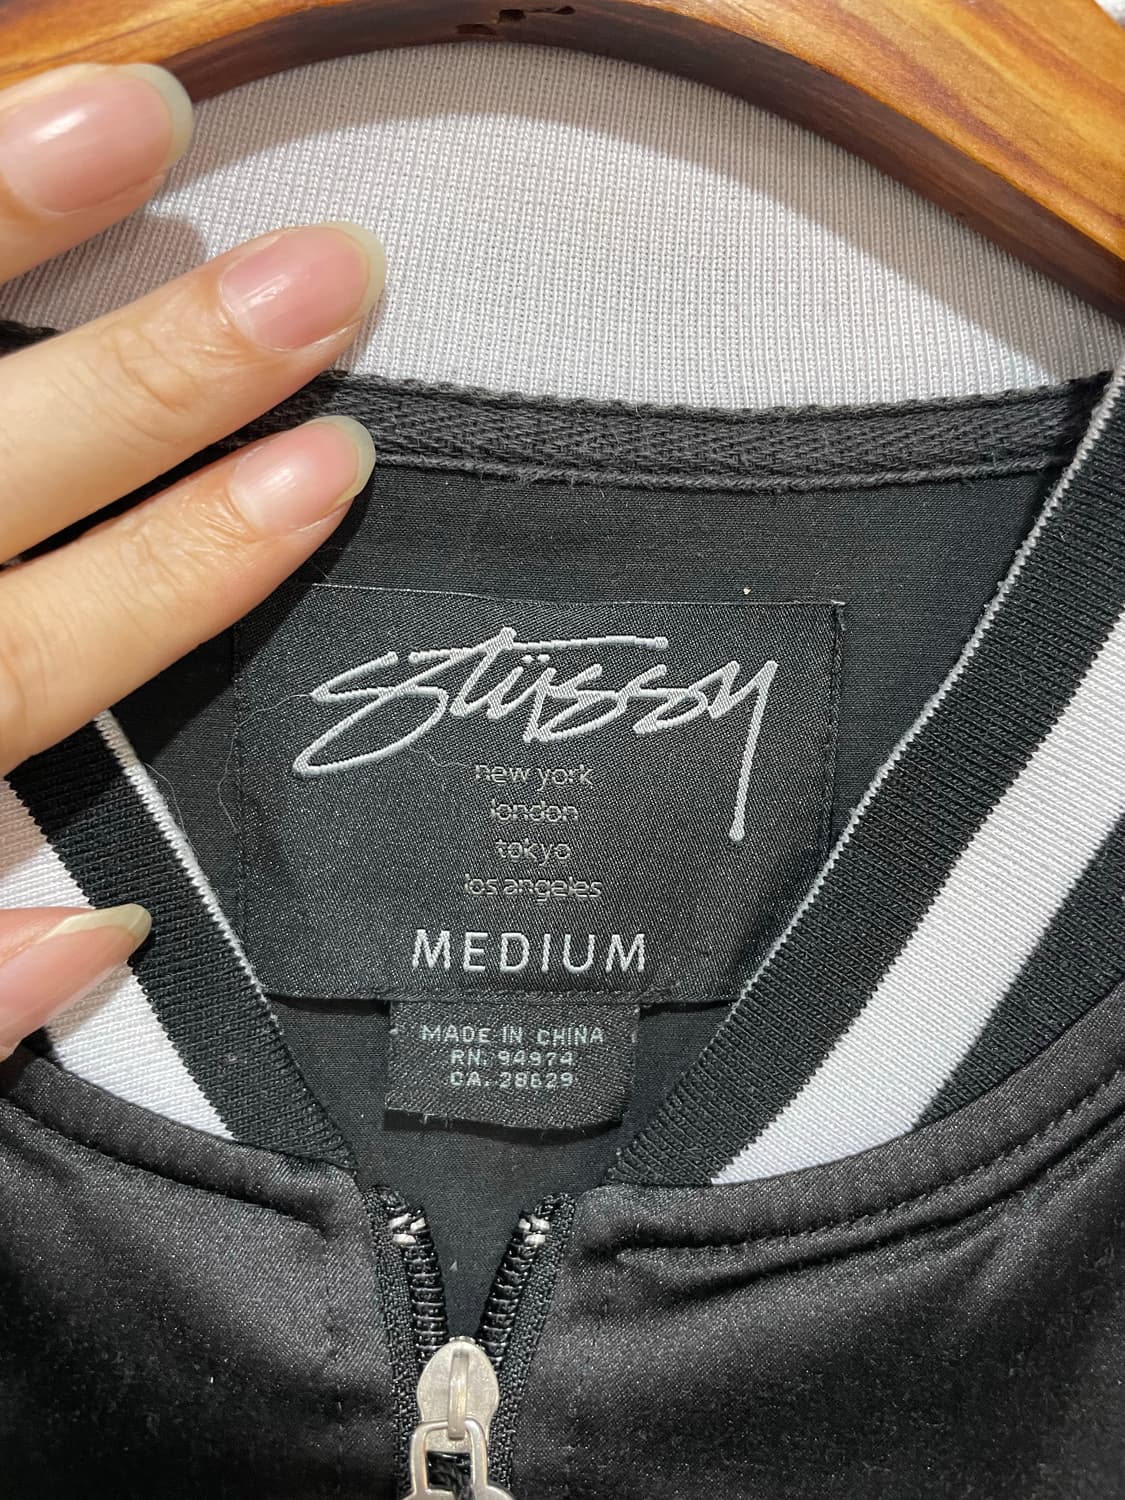 Stüssy
new york
london
tokyo
los angeles
MEDIUM
MADE IN CHINA
RN. 94974
CA. 28629